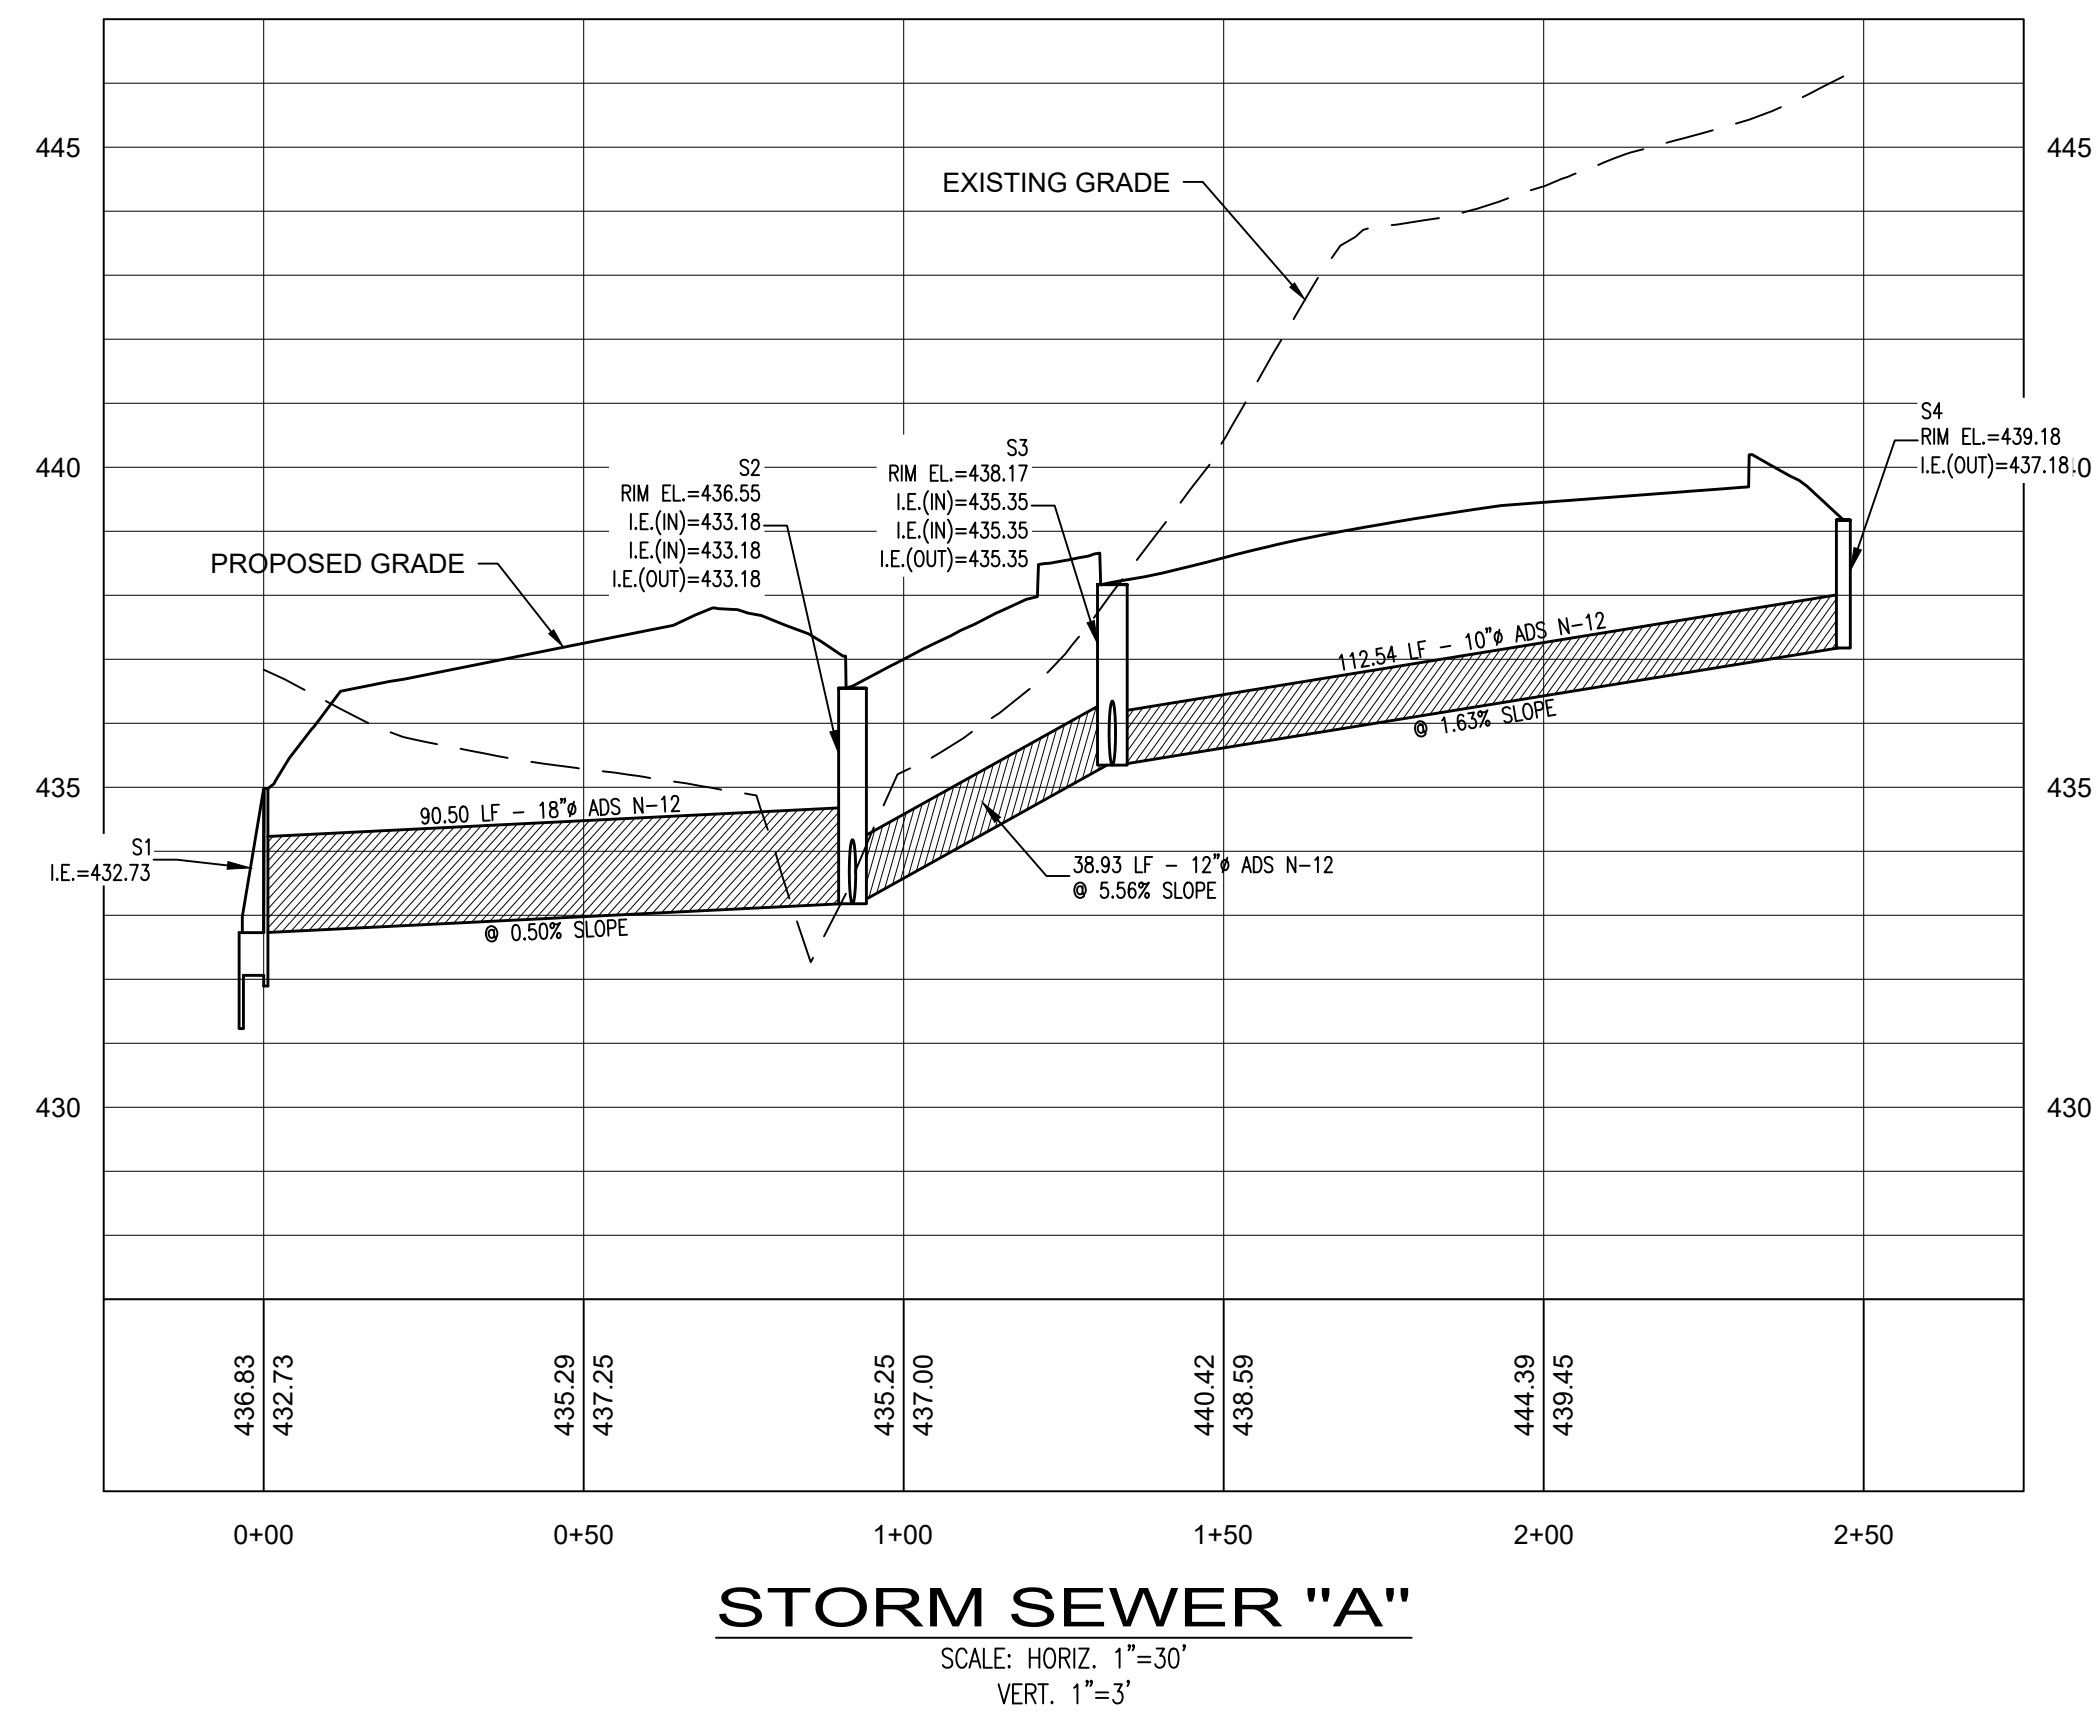 445
445
EXISTING GRADE
440
S4
RIM EL.=439.18
I.E.(OUT)=437.18
S3
RIM EL.=438.17
I.E.(IN)=435.35
I.E.(IN)=435.35
I.E.(OUT)=435.35
S2
RIM EL.=436.55
I.E.(IN)=433.18
I.E.(IN)=433.18
I.E.(OUT)=433.18
PROPOSED GRADE
112.54 LF - 10"ø ADS N-12
@ 1.63% SLOPE
435
435
90.50 LF - 18"ø ADS N-12
@ 0.50% SLOPE
S1
I.E.=432.73
38.93 LF - 12"ø ADS N-12
@ 5.56% SLOPE
430
430
436.83
432.73
435.29
437.25
435.25
437.00
440.42
438.59
444.39
439.45
0+00
0+50
1+00
1+50
2+00
2+50
STORM SEWER "A"
SCALE: HORIZ. 1"=30'
VERT. 1"=3'